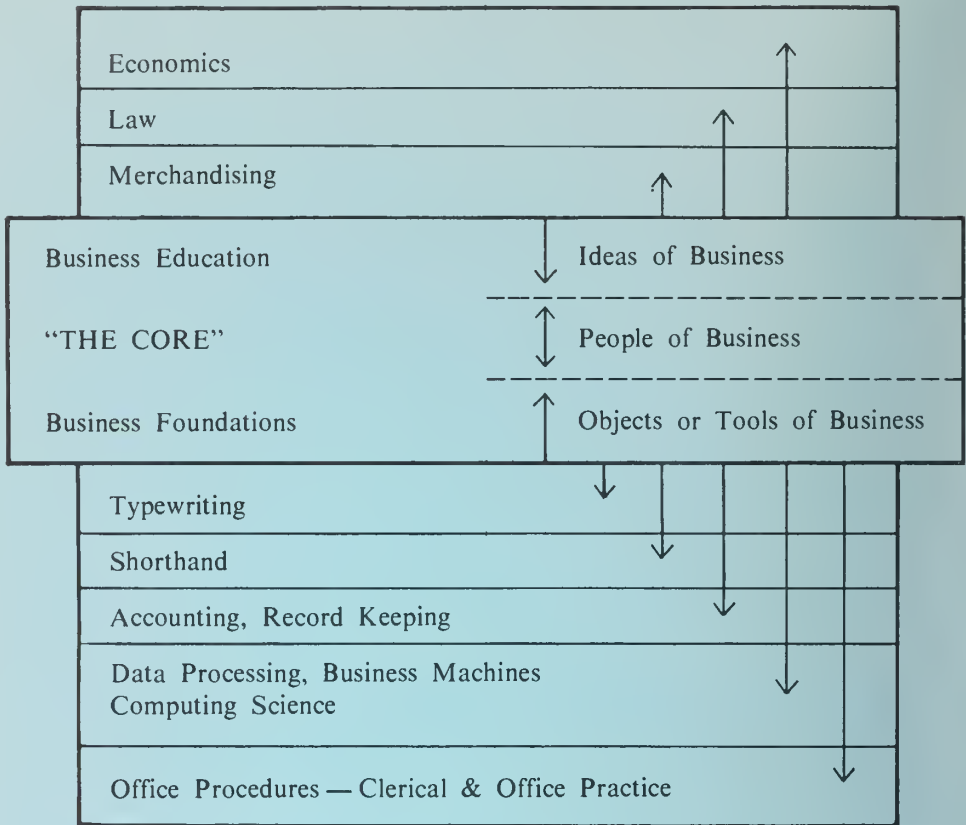 Economics
Law
Merchandising
Business Education
Ideas of Business
“THE CORE”
People of Business
Business Foundations
Objects or Tools of Business
Typewriting
Shorthand
Accounting, Record Keeping
Data Processing, Business Machines
Computing Science
Office Procedures — Clerical & Office Practice